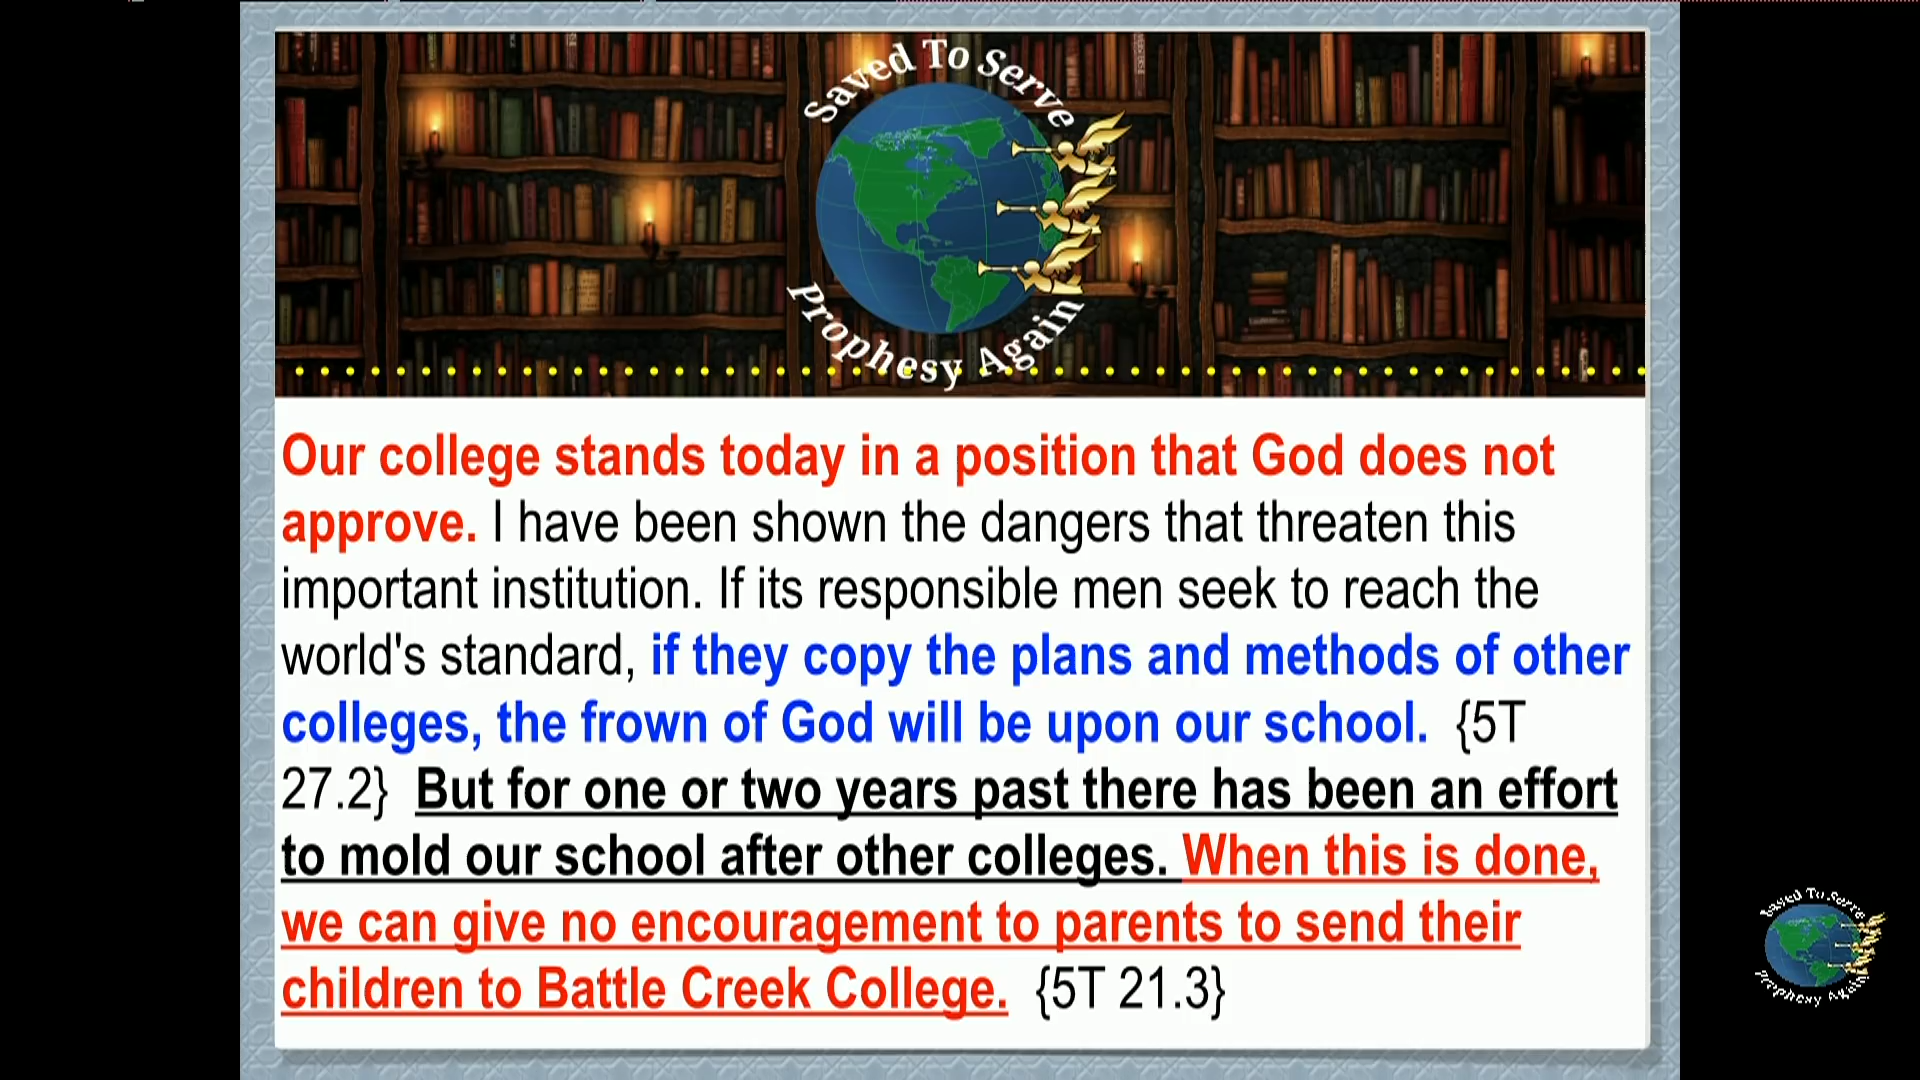 Saved To Serve
Prophesy Again
Our college stands today in a position that God does not
approve. I have been shown the dangers that threaten this
important institution. If its responsible men seek to reach the
world's standard, if they copy the plans and methods of other
colleges, the frown of God will be upon our school. {5T
27.2} But for one or two years past there has been an effort
to mold our school after other colleges. When this is done,
we can give no encouragement to parents to send their
children to Battle Creek College. {5T 21.3}
Saved To Serve
Prophesy Again